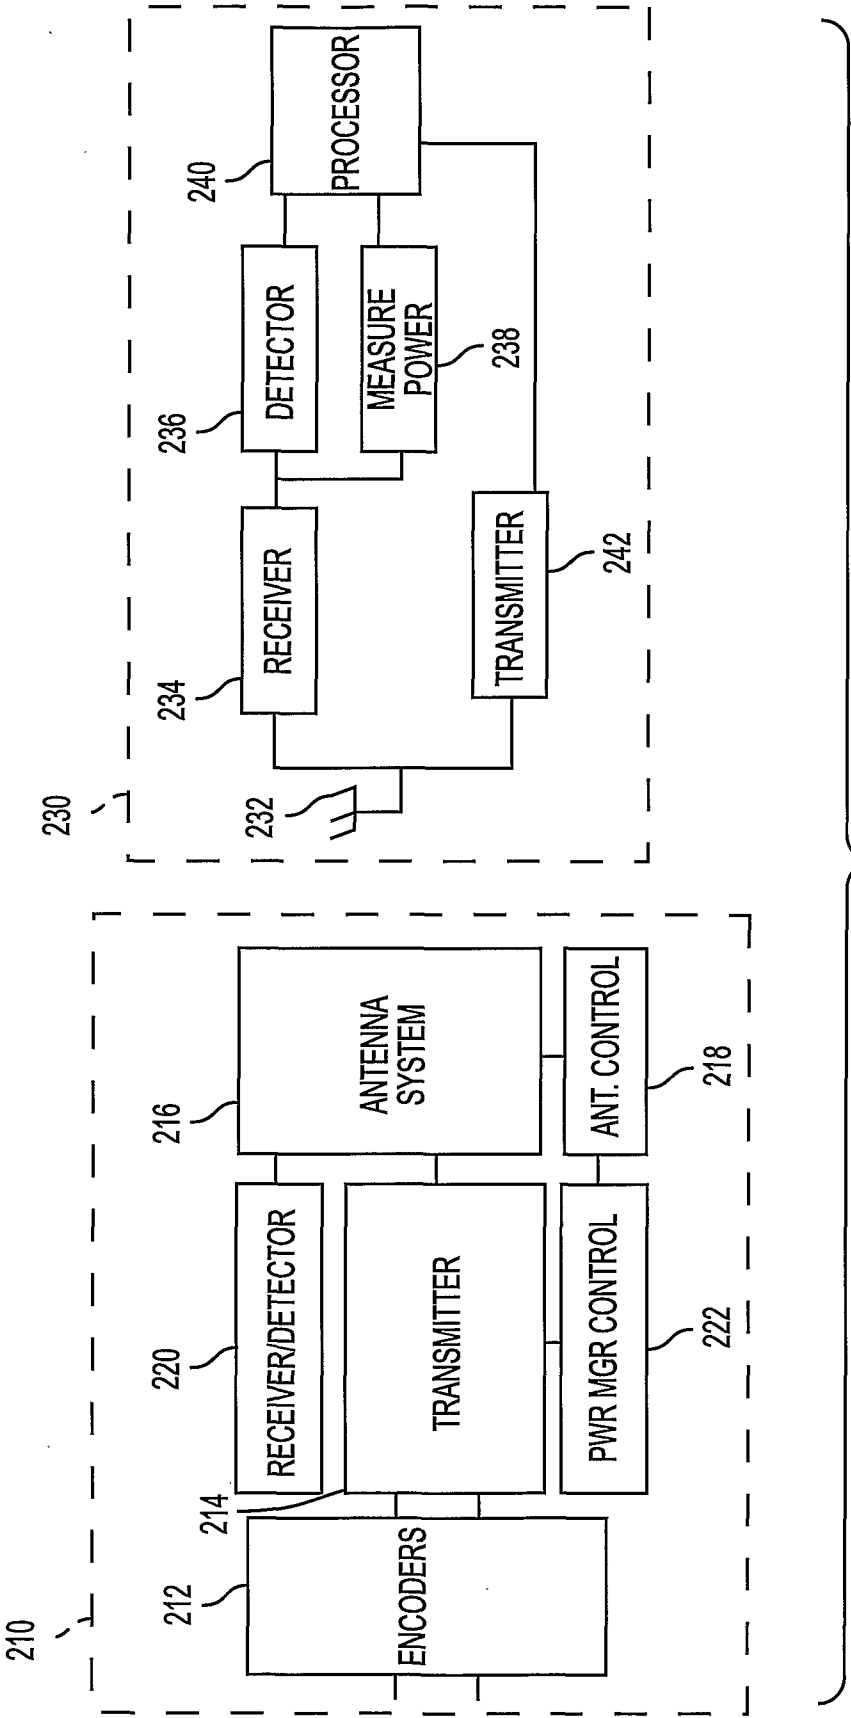 210
212
ENCODERS
214
TRANSMITTER
220
RECEIVER/DETECTOR
PWR MGR CONTROL
222
216
ANTENNA
SYSTEM
ANT. CONTROL
218
230
232
234
RECEIVER
TRANSMITTER
242
236
DETECTOR
MEASURE
POWER
238
240
PROCESSOR